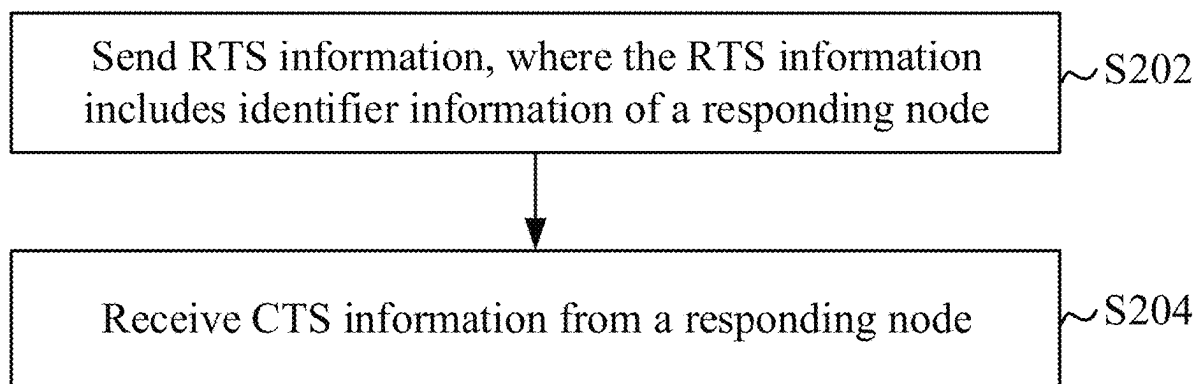 Send RTS information, where the RTS information
includes identifier information of a responding node
S202
Receive CTS information from a responding node
S204